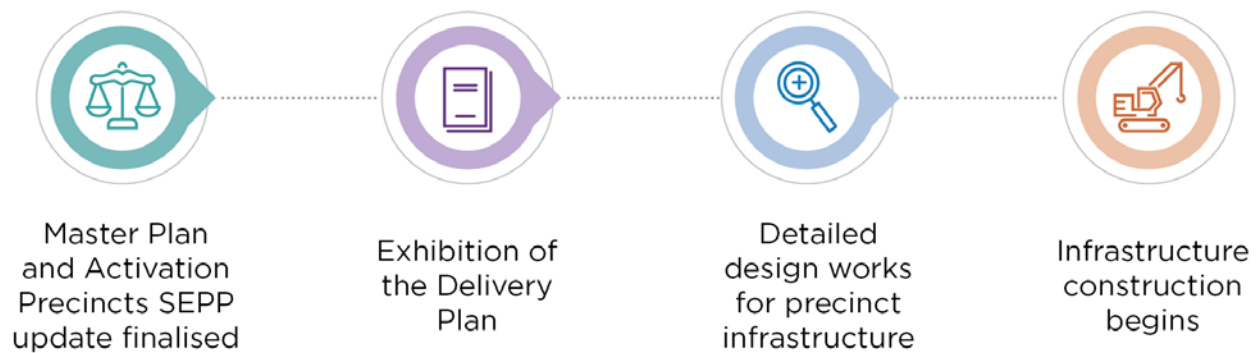 Master Plan
and Activation
Precincts SEPP
update finalised
Exhibition of
the Delivery
Plan
Detailed
design works
for precinct
infrastructure
Infrastructure
construction
begins